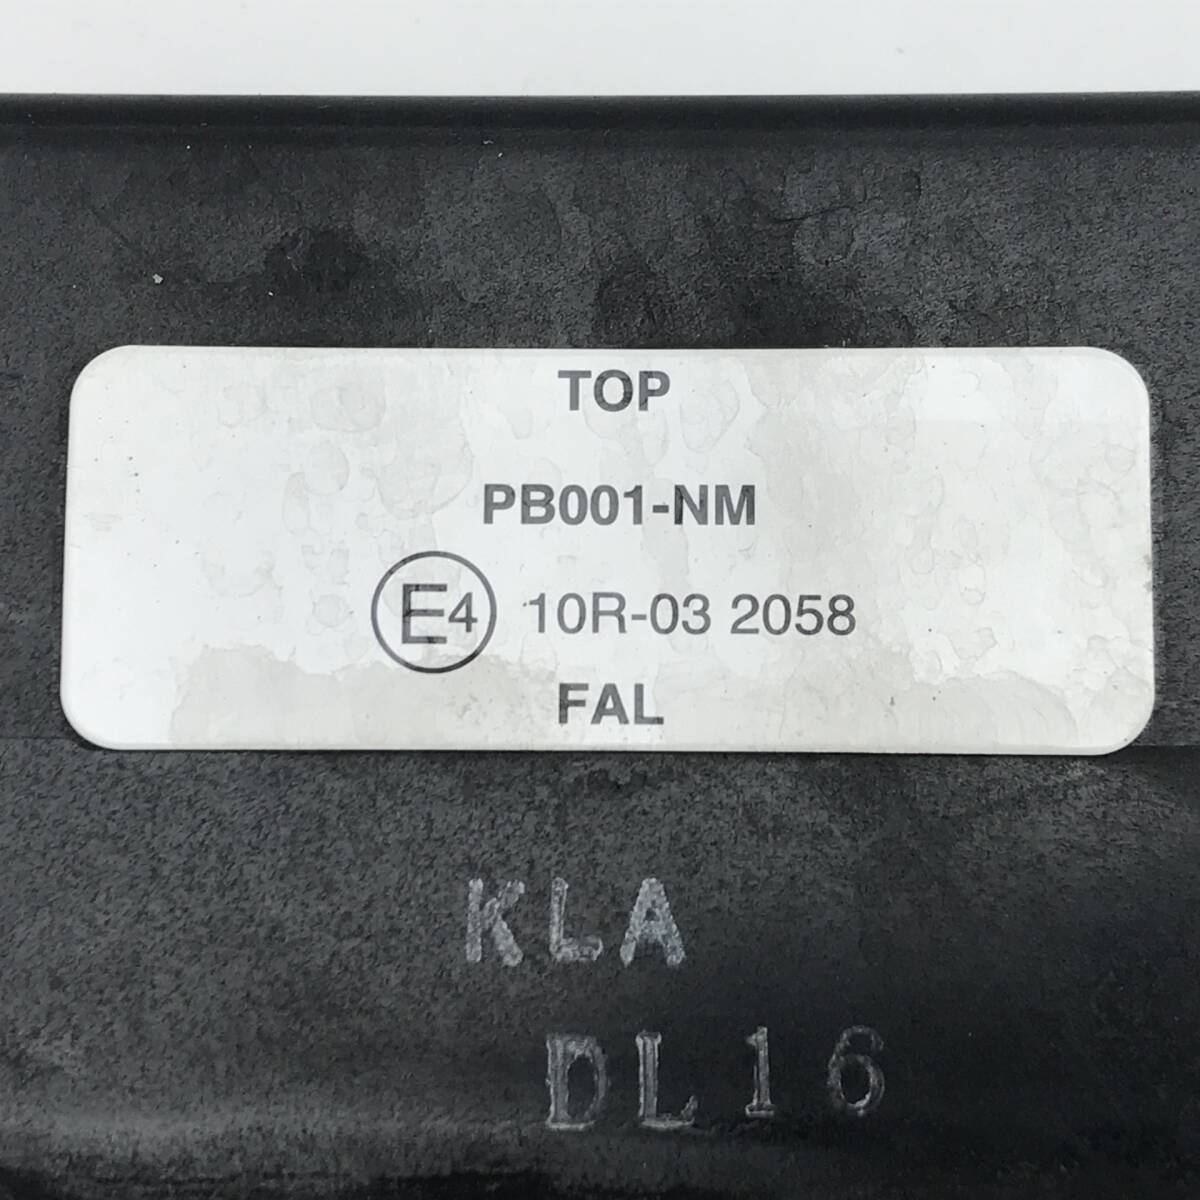 TOP
PB001-NM
E4 10R-03 2058
FAL
KLA
DL16